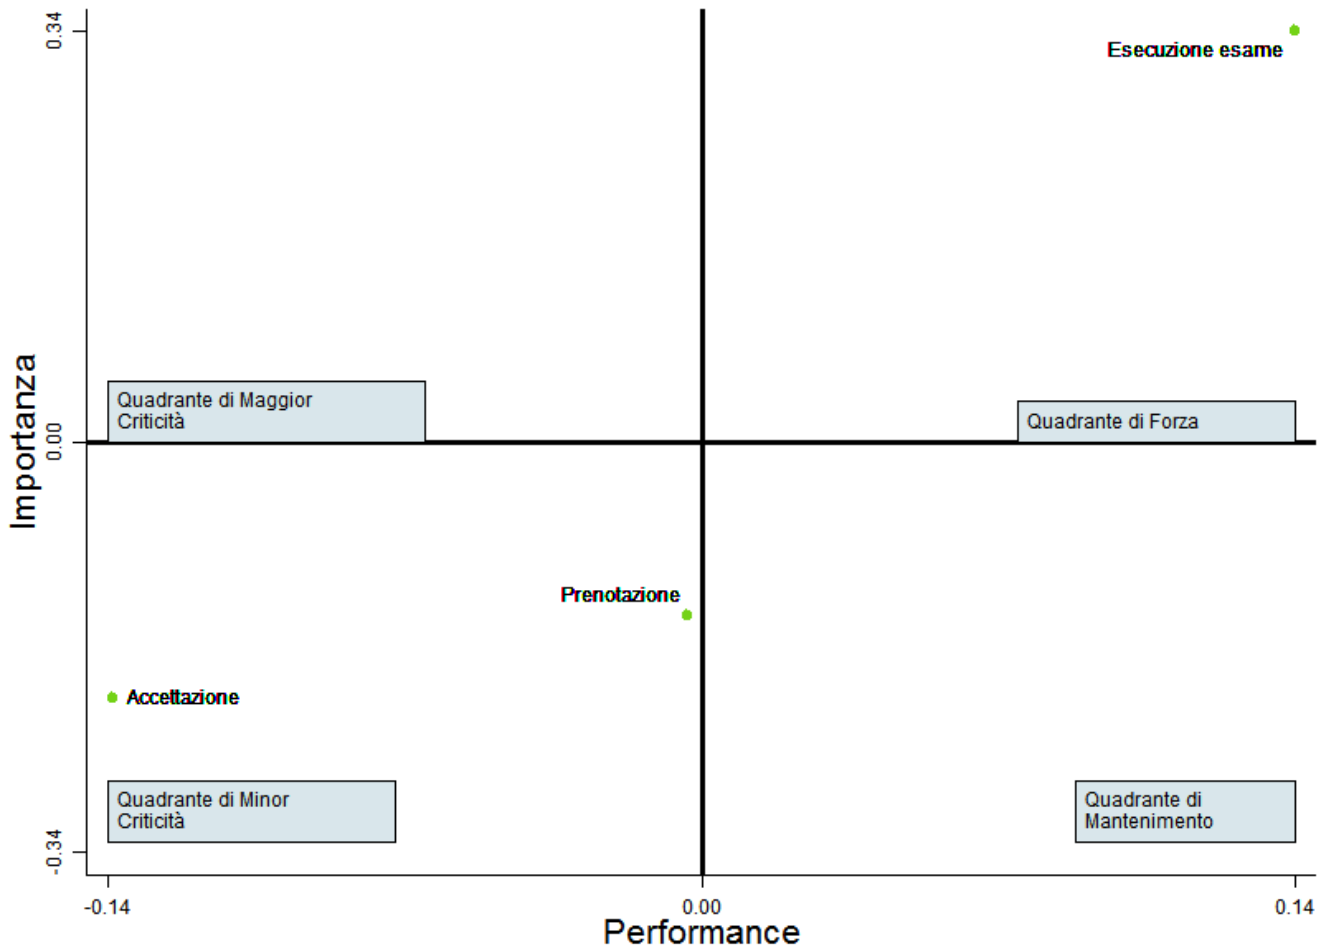 0.34
Esecuzione esame
Importanza
Quadrante di Maggior
Criticità
Quadrante di Forza
0.00
Prenotazione
Accettazione
Quadrante di Minor
Criticità
Quadrante di
Mantenimento
-0.34
-0.14
0.00
0.14
Performance